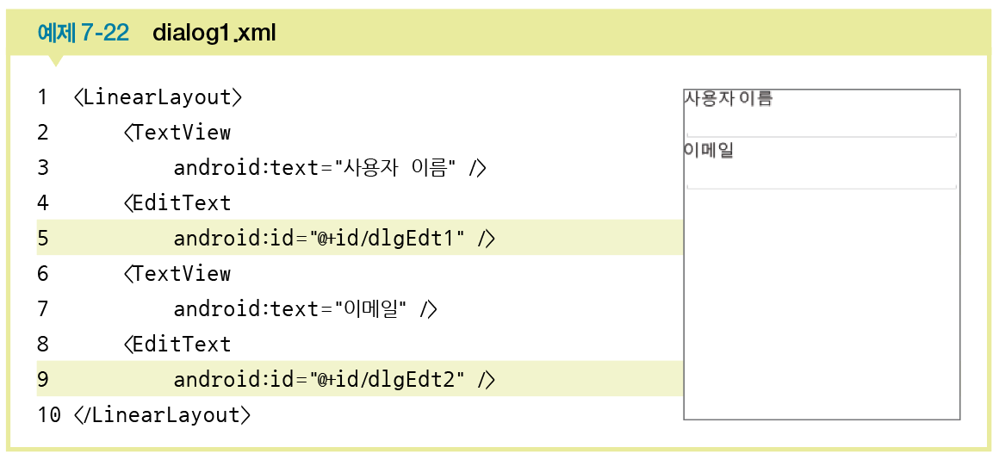 예제 7-22 dialog1.xml
1 <LinearLayout>
2 <TextView
3 android:text="사용자 이름" />
4 <EditText
5 android:id="@+id/dlgEdt1" />
6 <TextView
7 android:text="이메일" />
8 <EditText
9 android:id="@+id/dlgEdt2" />
10 </LinearLayout>
사용자 이름
이메일